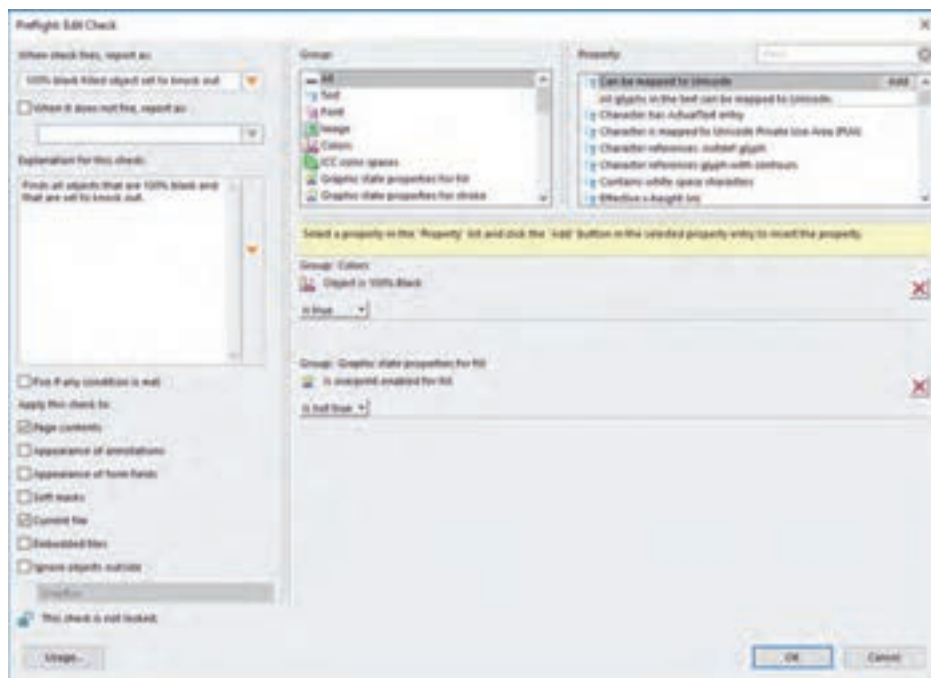 Preflight: Edit Check
When check fires, report as:
100% black filled object set to knock out
When it does not fire, report as:
Explanation for this check:
Finds all objects that are 100% black and
that are set to knock out.
Fire if any condition is met
Apply this check to:
Page contents
Appearance of annotations
Appearance of form fields
Soft masks
Current file
Embedded files
Ignore objects outside
This check is not locked.
Usage...
Group:
All
Text
Font
Image
Colors
ICC color spaces
Graphic state properties for fill
Graphic state properties for stroke
Property:
Can be mapped to Unicode Add
All glyphs in the text can be mapped to Unicode.
Character has ActualText entry
Character is mapped to Unicode Private Use Area (PUA)
Character references .notdef glyph
Character references glyph with contours
Contains white space characters
Effective x-height
Select a property in the 'Property' list and click the 'Add' button in the selected property entry to insert the property.
Group: Colors
Object is 100% Black
is true
Group: Graphic state properties for fill
Is overprint enabled for fill
is not true
OK
Cancel